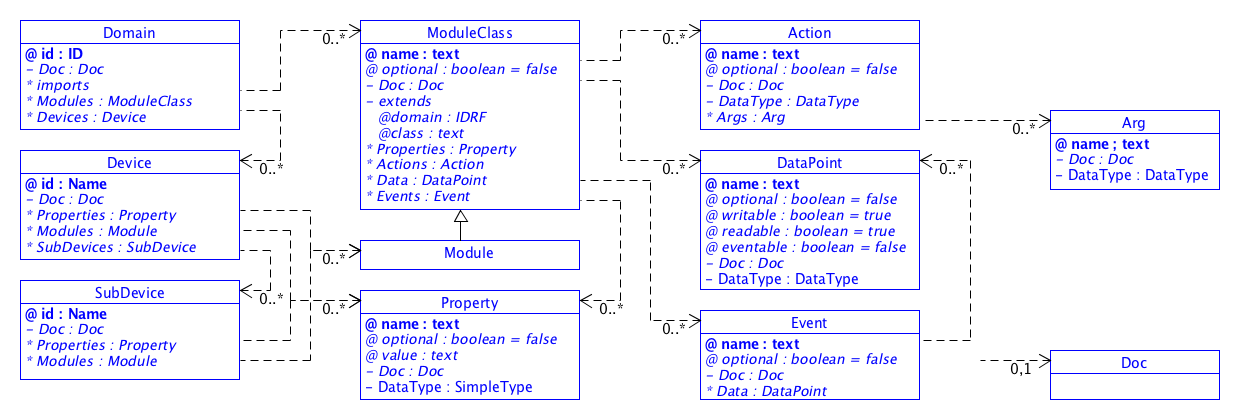 Domain
@ id : ID
– Doc : Doc
* imports
* Modules : ModuleClass
* Devices : Device
0..*
0..*
Device
@ id : Name
– Doc : Doc
* Properties : Property
* Modules : Module
* SubDevices : SubDevice
0..*
SubDevice
@ id : Name
– Doc : Doc
* Properties : Property
* Modules : Module
ModuleClass
@ name : text
@ optional : boolean = false
– Doc : Doc
– extends
@domain : IDRF
@class : text
* Properties : Property
* Actions : Action
* Data : DataPoint
* Events : Event
0..*
Module
0..*
Property
@ name : text
@ optional : boolean = false
@ value : text
– Doc : Doc
– DataType : SimpleType
0..*
0..*
Action
@ name : text
@ optional : boolean = false
– Doc : Doc
– DataType : DataType
* Args : Arg
0..*
DataPoint
@ name : text
@ optional : boolean = false
@ writable : boolean = true
@ readable : boolean = true
@ eventable : boolean = false
– Doc : Doc
– DataType : DataType
0..*
0..*
Event
@ name : text
@ optional : boolean = false
– Doc : Doc
* Data : DataPoint
0..*
Arg
@ name ; text
– Doc : Doc
– DataType : DataType
0,1
Doc